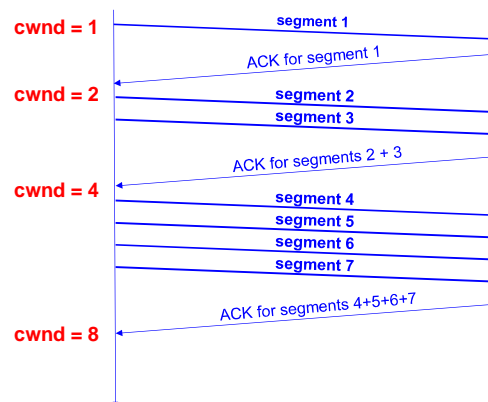 cwnd = 1
segment 1
ACK for segment 1
cwnd = 2
segment 2
segment 3
ACK for segments 2 + 3
cwnd = 4
segment 4
segment 5
segment 6
segment 7
ACK for segments 4+5+6+7
cwnd = 8